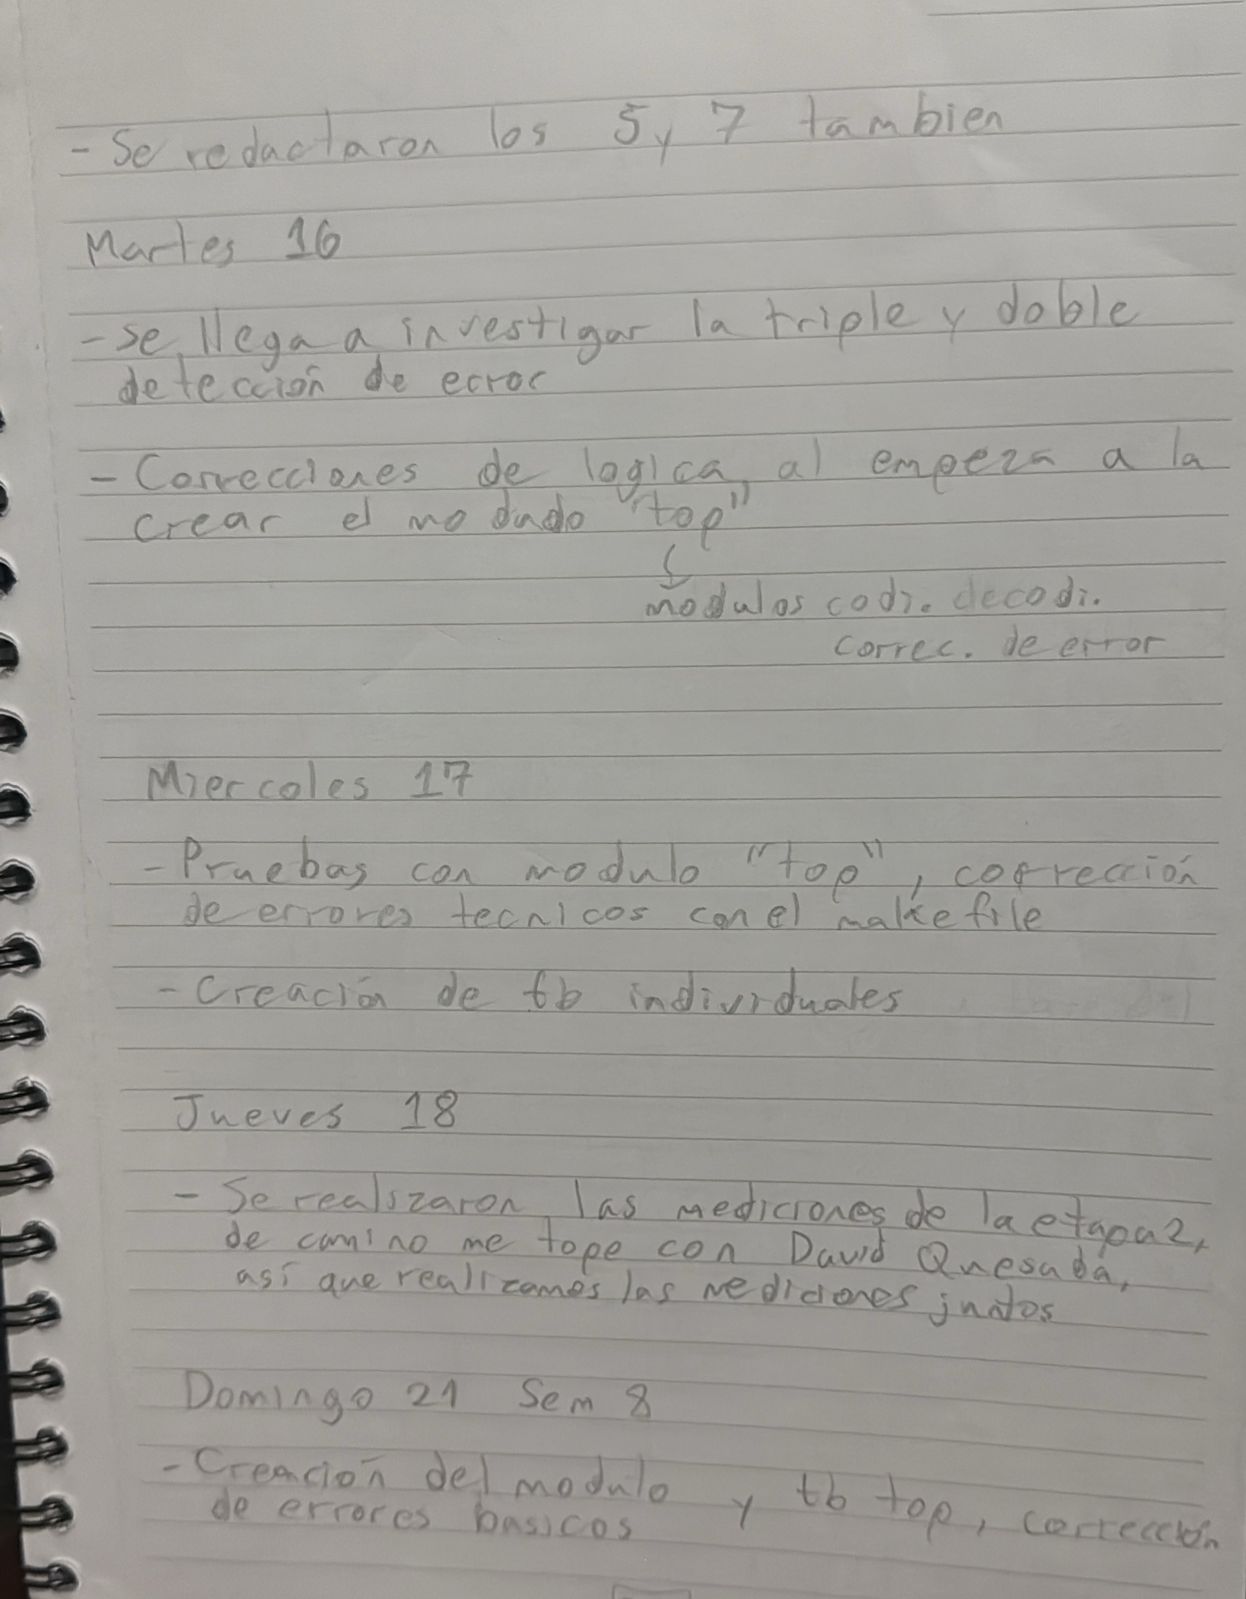 - Se redactaron los 5 y 7 tambien
Martes 16
- se llega a investigar la triple y doble
detección de error
- Correcciones de logica, al empeza a la
crear el modudo "top"
modulos codi. decodi.
correc. de error
Miercoles 17
- Pruebas con modulo "top", corrección
de errores tecnicos con el makefile
- Creación de tb individuales
Jueves 18
- Se realizaron las mediciones de la etapa 2,
de camino me tope con David Quesada,
así que realizamos las mediciones juntos
Domingo 21 Sem 8
- Creación del modulo y tb top, corrección
de errores basicos